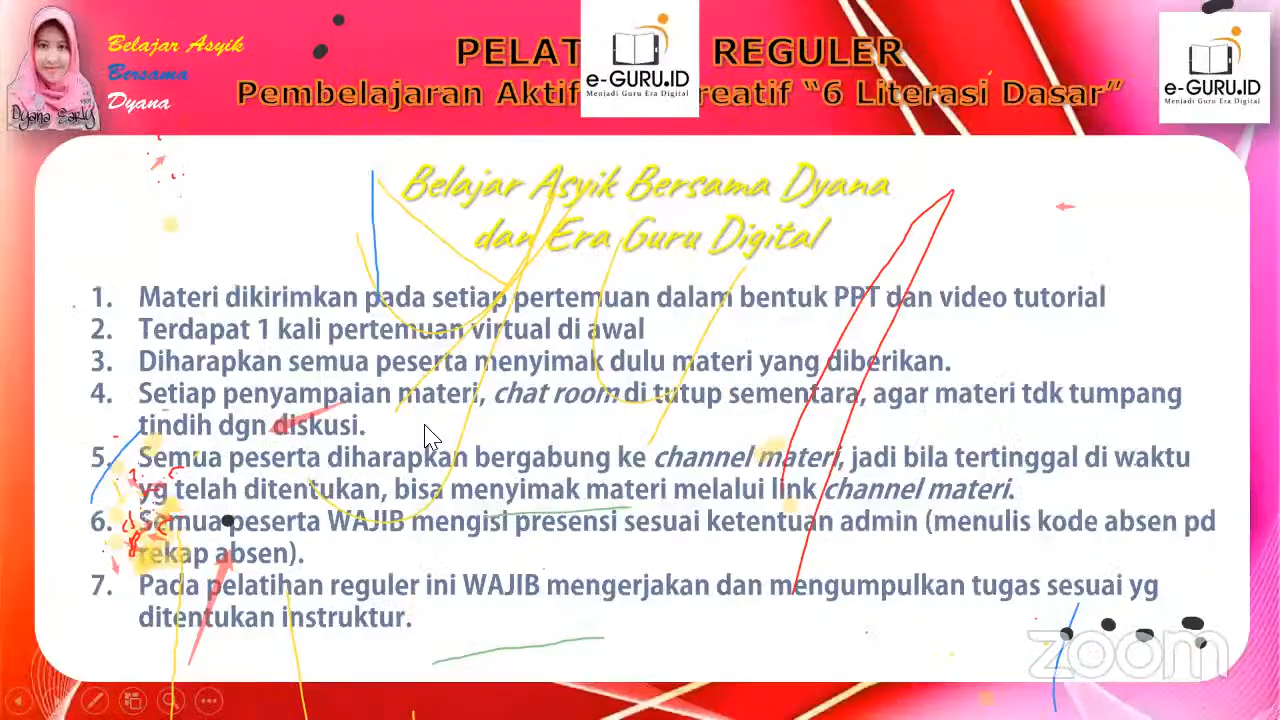 Belajar Asyik
Bersama
Dyana
Dyana Early
PELAT REGULER
Pembelajaran Aktif reatif “6 Literasi Dasar”
e-GURU.ID
Menjadi Guru Era Digital
e-GURU.ID
Menjadi Guru Era Digital
Belajar Asyik Bersama Dyana
dan Era Guru Digital
1. Materi dikirimkan pada setiap pertemuan dalam bentuk PPT dan video tutorial
2. Terdapat 1 kali pertemuan virtual di awal
3. Diharapkan semua peserta menyimak dulu materi yang diberikan.
4. Setiap penyampaian materi, chat room di tutup sementara, agar materi tdk tumpang
tindih dgn diskusi.
5. Semua peserta diharapkan bergabung ke channel materi, jadi bila tertinggal di waktu
yg telah ditentukan, bisa menyimak materi melalui link channel materi.
6. Semua peserta WAJIB mengisi presensi sesuai ketentuan admin (menulis kode absen pd
rekap absen).
7. Pada pelatihan reguler ini WAJIB mengerjakan dan mengumpulkan tugas sesuai yg
ditentukan instruktur.
zoom